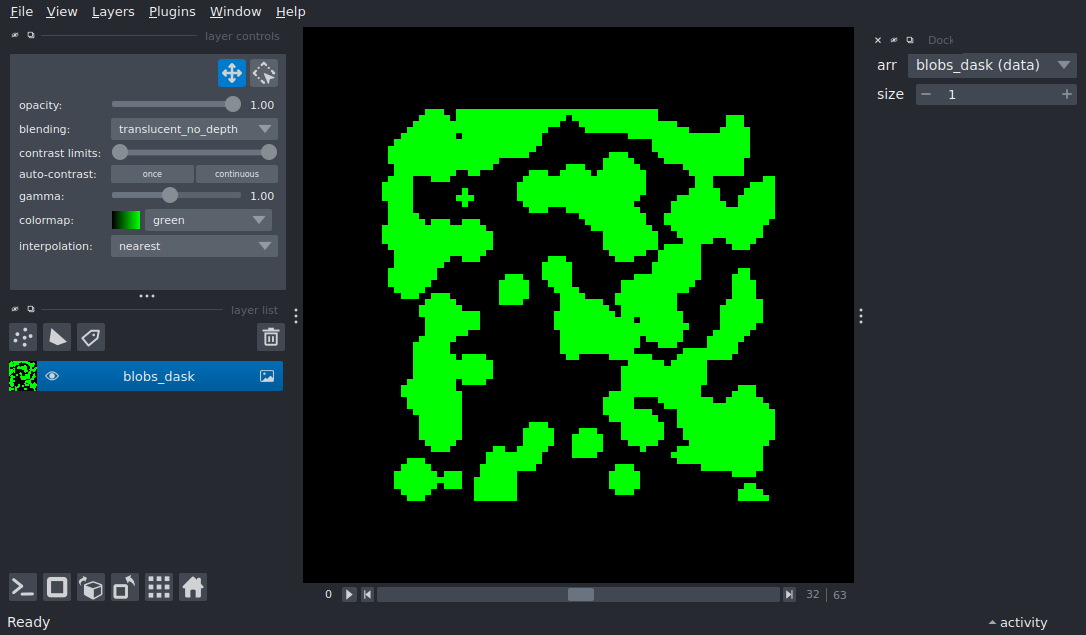 File View Layers Plugins Window Help
layer controls
opacity: 1.00
blending: translucent_no_depth
contrast limits:
auto-contrast: once continuous
gamma: 1.00
colormap: green
interpolation: nearest
layer list
blobs_dask
0 32 | 63
Ready
Dock
arr blobs_dask (data)
size 1
activity